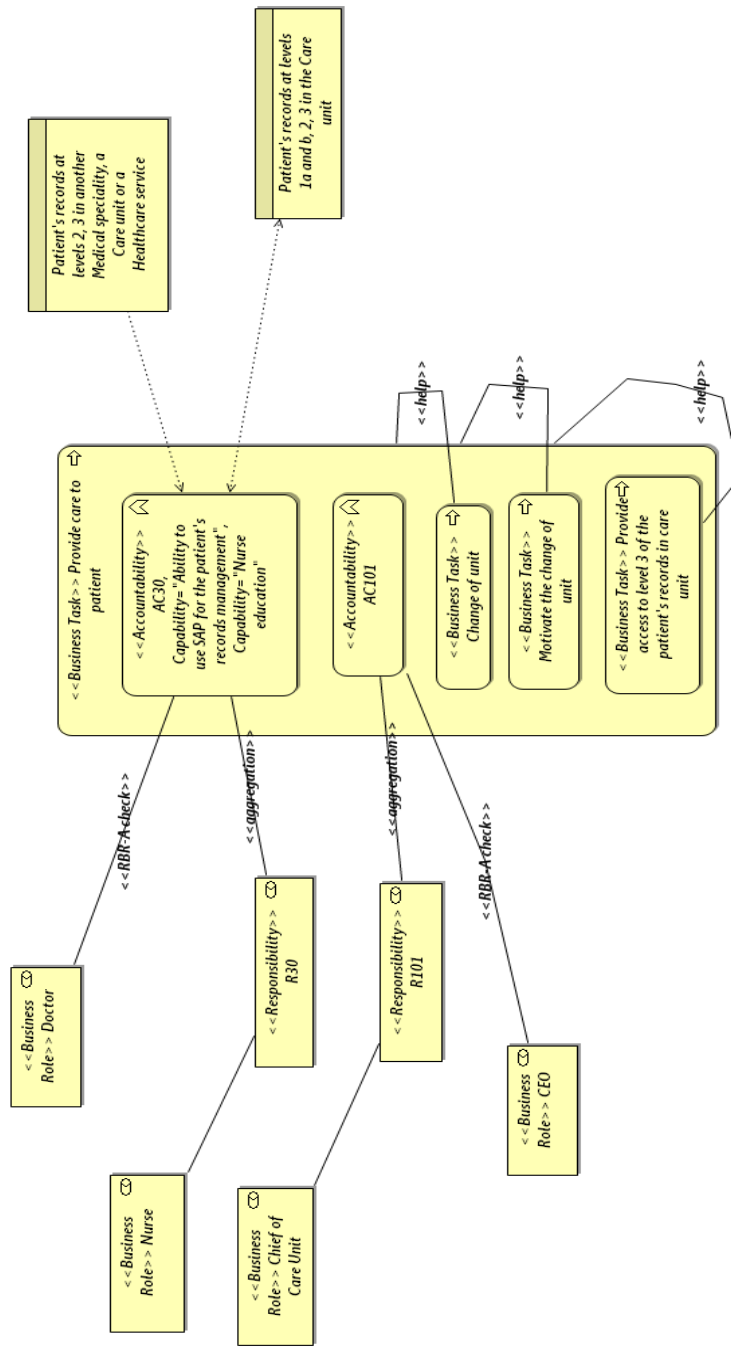 Patient's records at
levels 2, 3 in another
Medical speciality, a
Care unit or a
Healthcare service
Patient's records at levels
1a and b, 2, 3 in the Care
unit
<<Business Task>> Provide care to
patient
<<Accountability>>
AC30,
Capability="Ability to
use SAP for the patient's
records management",
Capability="Nurse
education"
<<Accountability>>
AC101
<<Business Task>>
Change of unit
<<Business Task>>
Motivate the change of
unit
<<Business Task>> Provide
access to level 3 of the
patient's records in care
unit
<<help>>
<<help>>
<<help>>
<<RBR-A check>>
<<aggregation>>
<<aggregation>>
<<RBR-A check>>
<<Business
Role>> Doctor
<<Responsibility>>
R30
<<Responsibility>>
R101
<<Business
Role>> CEO
<<Business
Role>> Nurse
<<Business
Role>> Chief of
Care Unit